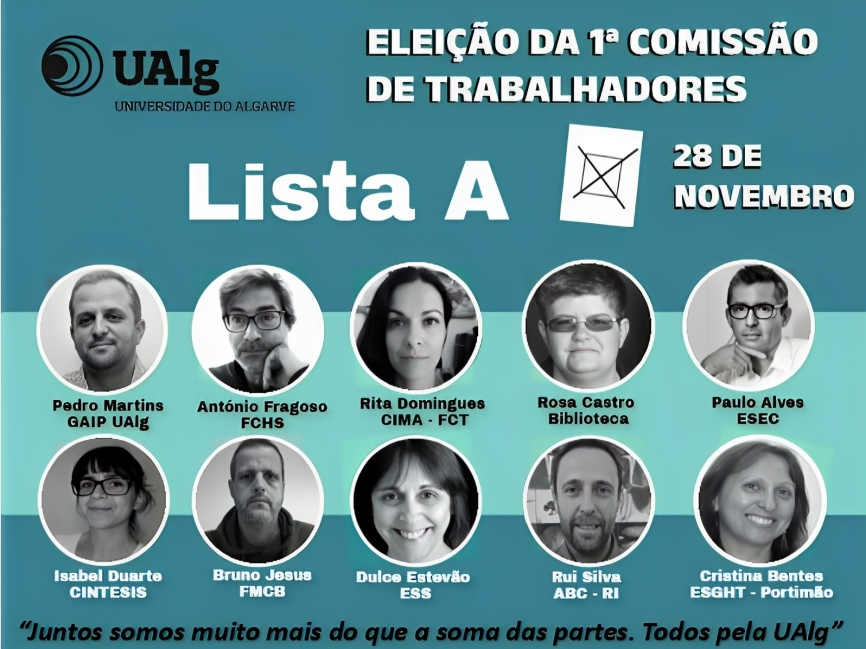 UAlg
UNIVERSIDADE DO ALGARVE
ELEIÇÃO DA 1ª COMISSÃO
DE TRABALHADORES
Lista A
28 DE
NOVEMBRO
Pedro Martins
GAIP UAlg
António Fragoso
FCHS
Rita Domingues
CIMA - FCT
Rosa Castro
Biblioteca
Paulo Alves
ESEC
Isabel Duarte
CINTESIS
Bruno Jesus
FMCB
Dulce Estevão
ESS
Rui Silva
ABC - RI
Cristina Bentes
ESGHT - Portimão
“Juntos somos muito mais do que a soma das partes. Todos pela UAlg”